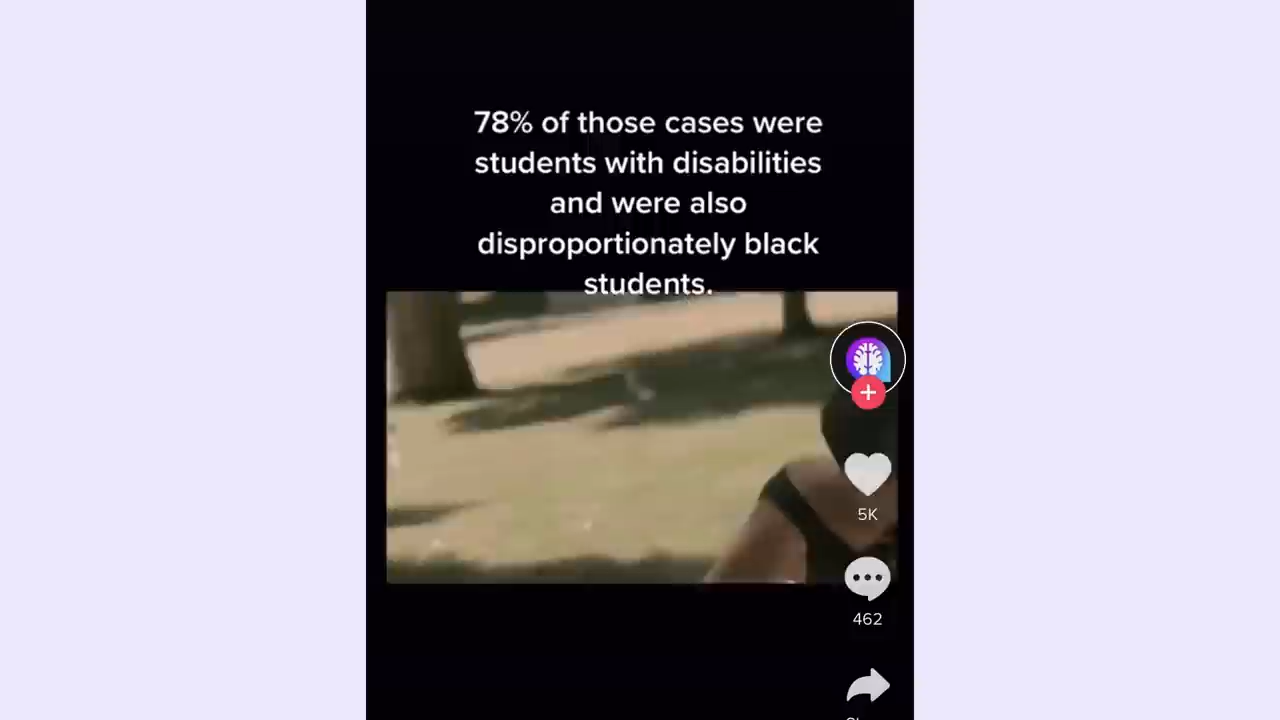 78% of those cases were
students with disabilities
and were also
disproportionately black
students.
5K
462